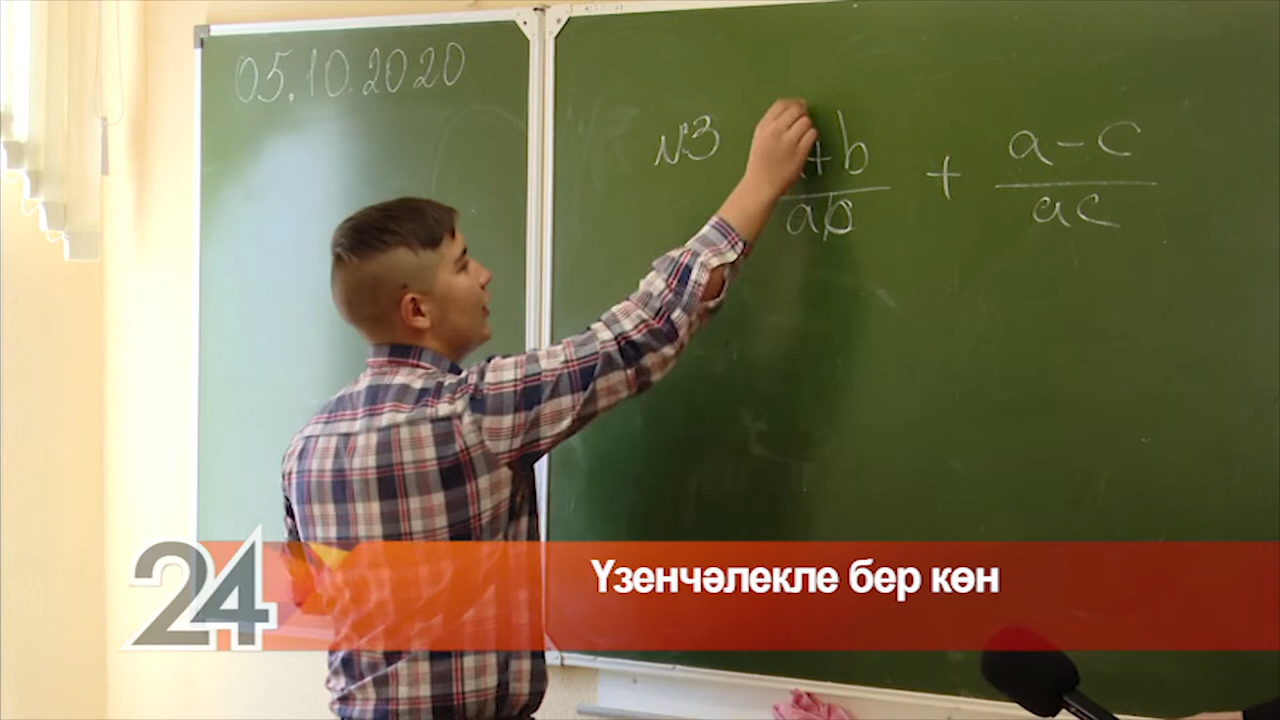 05.10.2020
№3
a+b
ab
+
a-c
ac
24
Үзенчәлекле бер көн